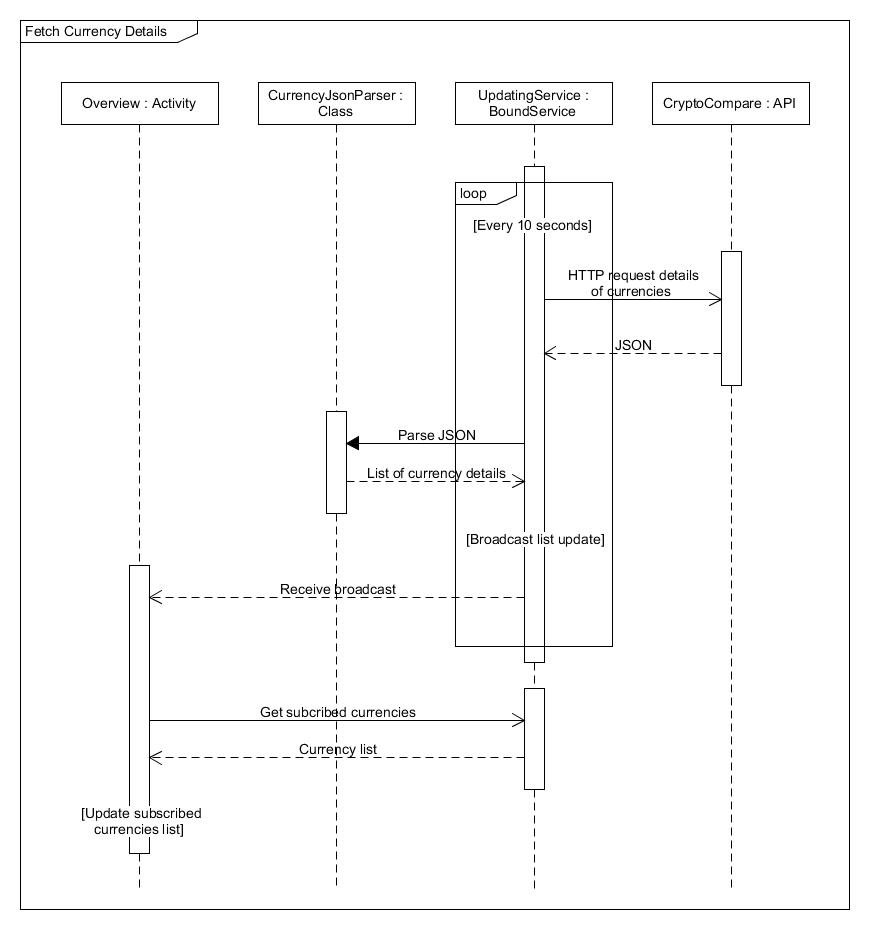 Fetch Currency Details
Overview : Activity
CurrencyJsonParser :
Class
UpdatingService :
BoundService
CryptoCompare : API
loop
[Every 10 seconds]
HTTP request details
of currencies
JSON
Parse JSON
List of currency details
[Broadcast list update]
Receive broadcast
Get subcribed currencies
Currency list
[Update subscribed
currencies list]